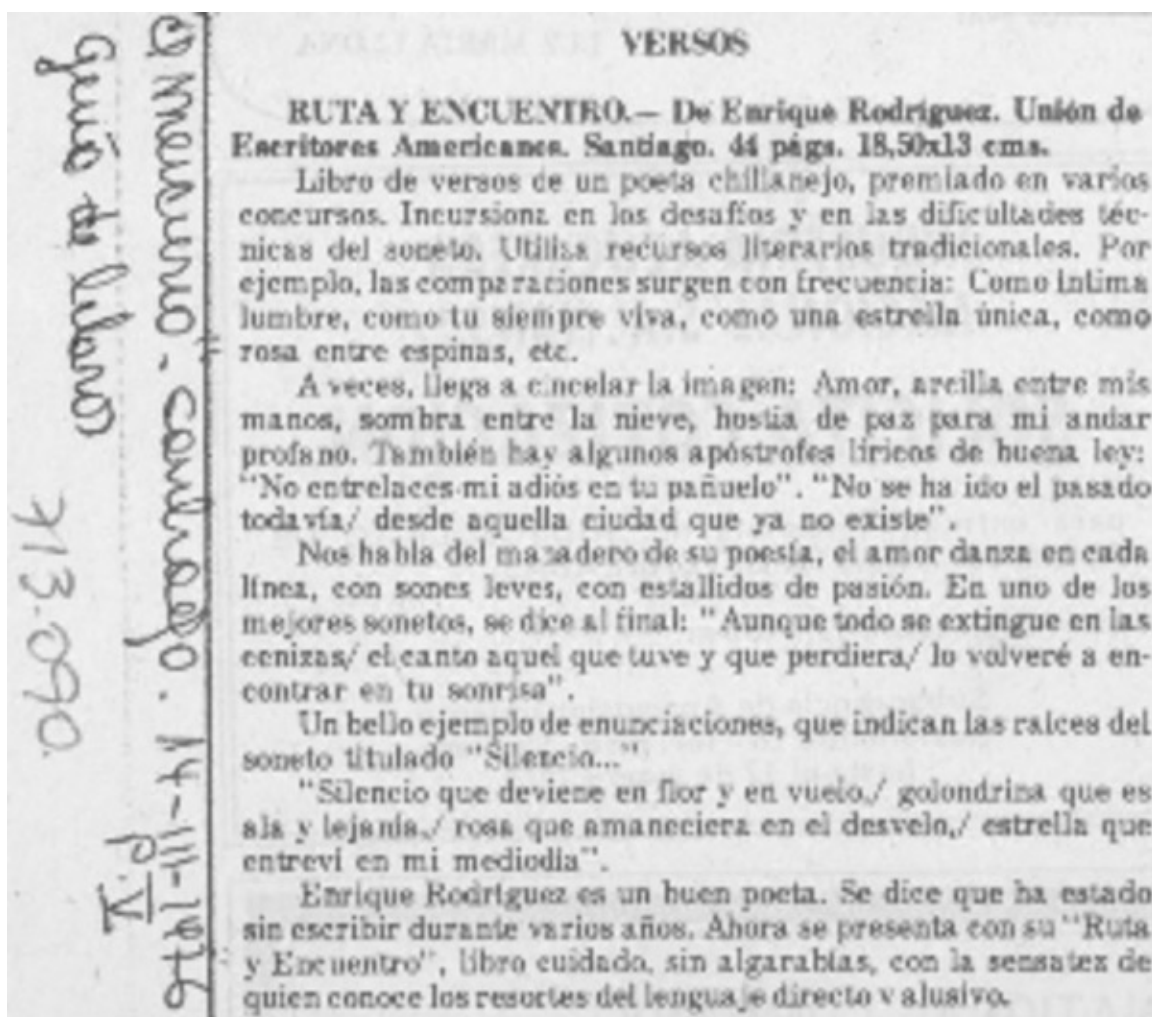 VERSOS
RUTA Y ENCUENTRO.— De Enrique Rodríguez. Unión de
Escritores Americanos. Santiago. 44 págs. 18,50x13 cms.
Libro de versos de un poeta chillanejo, premiado en varios
concursos. Incursiona en los desafíos y en las dificultades téc-
nicas del soneto. Utiliza recursos literarios tradicionales. Por
ejemplo, las comparaciones surgen con frecuencia: Como íntima
lumbre, como tu siempre viva, como una estrella única, como
rosa entre espinas, etc.
A veces, llega a cincelar la imagen: Amor, arcilla entre mis
manos, sombra entre la nieve, hostia de paz para mi andar
profano. También hay algunos apóstrofes líricos de buena ley:
"No entrelaces mi adiós en tu pañuelo". "No se ha ido el pasado
todavía/ desde aquella ciudad que ya no existe".
Nos habla del mazadero de su poesía, el amor danza en cada
línea, con sones leves, con estallidos de pasión. En uno de los
mejores sonetos, se dice al final: "Aunque todo se extingue en las
cenizas/ el canto aquel que tuve y que perdiera/ lo volveré a en-
contrar en tu sonrisa".
Un bello ejemplo de enunciaciones, que indican las raíces del
soneto titulado "Silencio..."
"Silencio que deviene en flor y en vuelo,/ golondrina que es
ala y lejanía,/ rosa que amaneciera en el desvelo,/ estrella que
entreví en mi mediodía".
Enrique Rodríguez es un buen poeta. Se dice que ha estado
sin escribir durante varios años. Ahora se presenta con su "Ruta
y Encuentro", libro cuidado, sin algarabías, con la sensatez de
quien conoce los resortes del lenguaje directo y alusivo.
Mercurio"- Santiago. 14-III-1976
p. V
Guía de